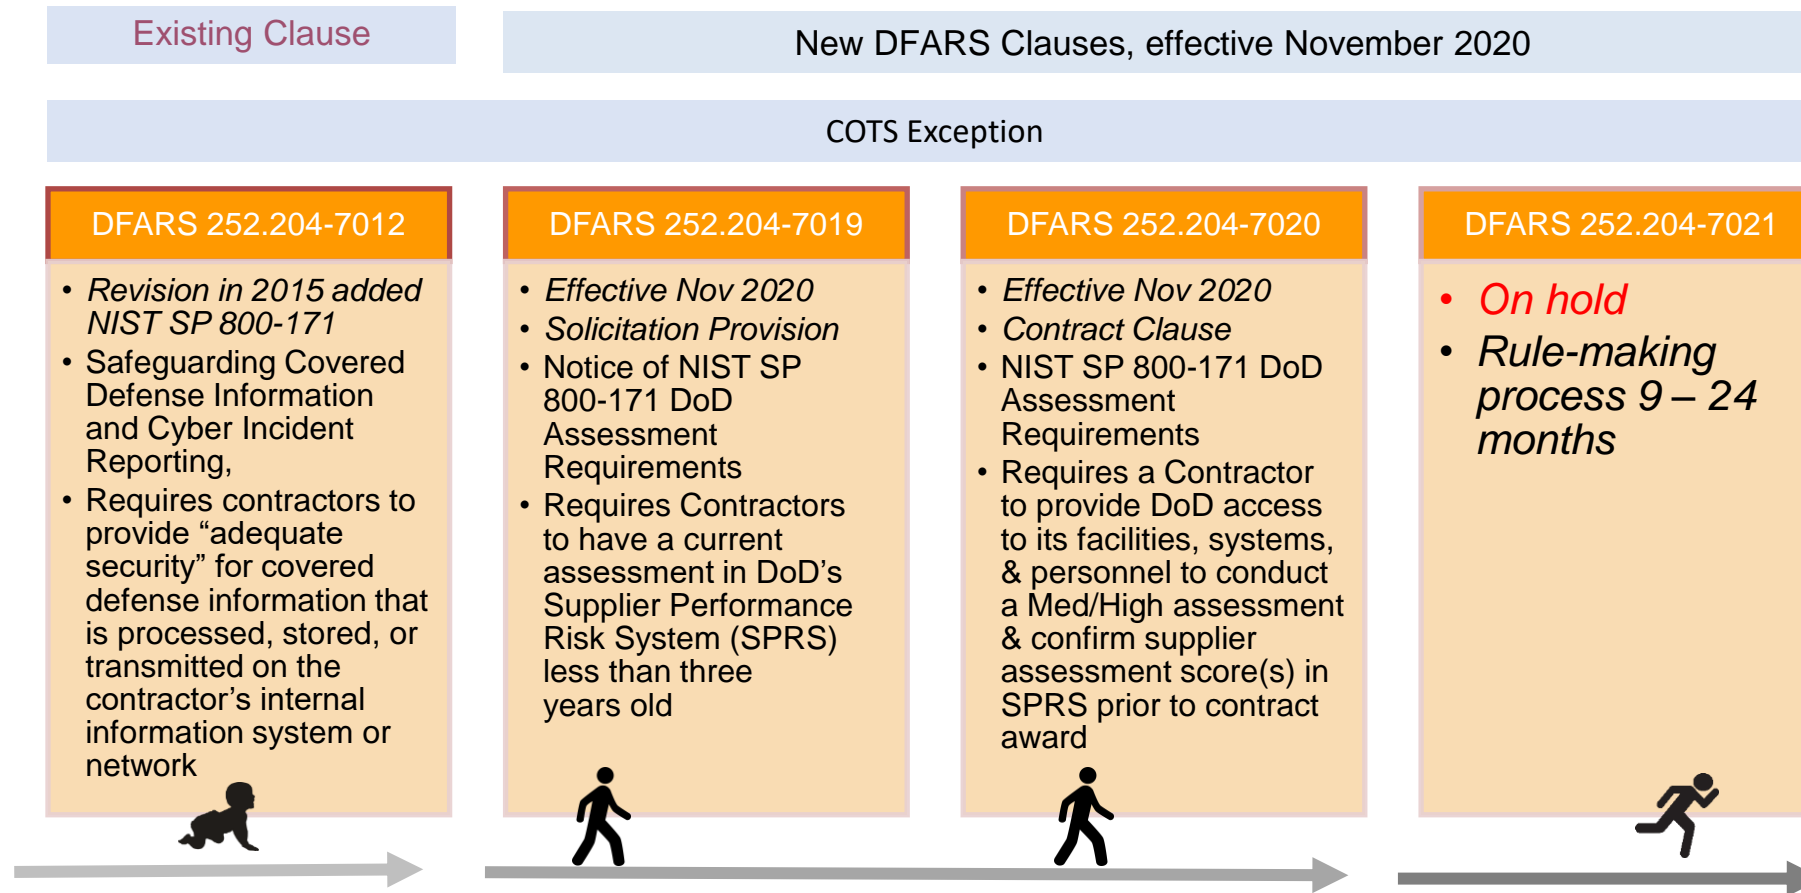 Existing Clause
New DFARS Clauses, effective November 2020
COTS Exception
DFARS 252.204-7012
• Revision in 2015 added
NIST SP 800-171
• Safeguarding Covered
Defense Information
and Cyber Incident
Reporting,
• Requires contractors to
provide “adequate
security” for covered
defense information that
is processed, stored, or
transmitted on the
contractor’s internal
information system or
network
DFARS 252.204-7019
• Effective Nov 2020
• Solicitation Provision
• Notice of NIST SP
800-171 DoD
Assessment
Requirements
• Requires Contractors
to have a current
assessment in DoD’s
Supplier Performance
Risk System (SPRS)
less than three
years old
DFARS 252.204-7020
• Effective Nov 2020
• Contract Clause
• NIST SP 800-171 DoD
Assessment
Requirements
• Requires a Contractor
to provide DoD access
to its facilities, systems,
& personnel to conduct
a Med/High assessment
& confirm supplier
assessment score(s) in
SPRS prior to contract
award
DFARS 252.204-7021
• On hold
• Rule-making
process 9 – 24
months